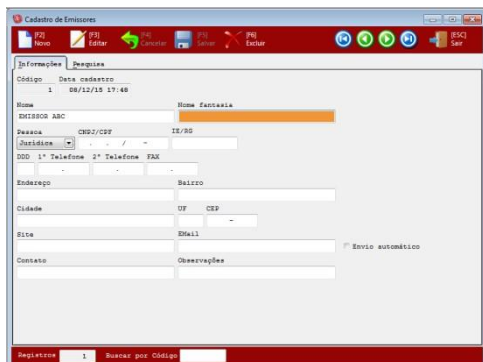 Cadastro de Emissores
[F2] Novo [F3] Editar [F4] Cancelar [F5] Salvar [F6] Excluir [ESC] Sair
Informações Pesquisa
Código Data cadastro
1 08/12/15 17:48
Nome Nome fantasia
EMISSOR ABC
Pessoa CNPJ/CPF IE/RG
Jurídica . . / -
DDD 1º Telefone 2º Telefone FAX
- - -
Endereço Bairro
Cidade UF CEP
-
Site EMail
Envio automático
Contato Observações
Registros 1 Buscar por Código